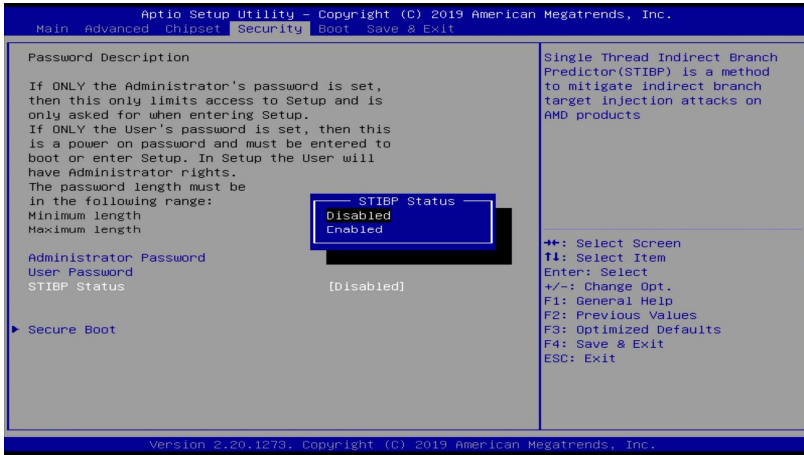 Aptio Setup Utility – Copyright (C) 2019 American Megatrends, Inc.
Main Advanced Chipset Security Boot Save & Exit
Password Description
If ONLY the Administrator's password is set,
then this only limits access to Setup and is
only asked for when entering Setup.
If ONLY the User's password is set, then this
is a power on password and must be entered to
boot or enter Setup. In Setup the User will
have Administrator rights.
The password length must be
in the following range:
Minimum length
Maximum length
Administrator Password
User Password
STIBP Status [Disabled]
Secure Boot
STIBP Status
Disabled
Enabled
Single Thread Indirect Branch
Predictor(STIBP) is a method
to mitigate indirect branch
target injection attacks on
AMD products
→←: Select Screen
↑↓: Select Item
Enter: Select
+/-: Change Opt.
F1: General Help
F2: Previous Values
F3: Optimized Defaults
F4: Save & Exit
ESC: Exit
Version 2.20.1273. Copyright (C) 2019 American Megatrends, Inc.